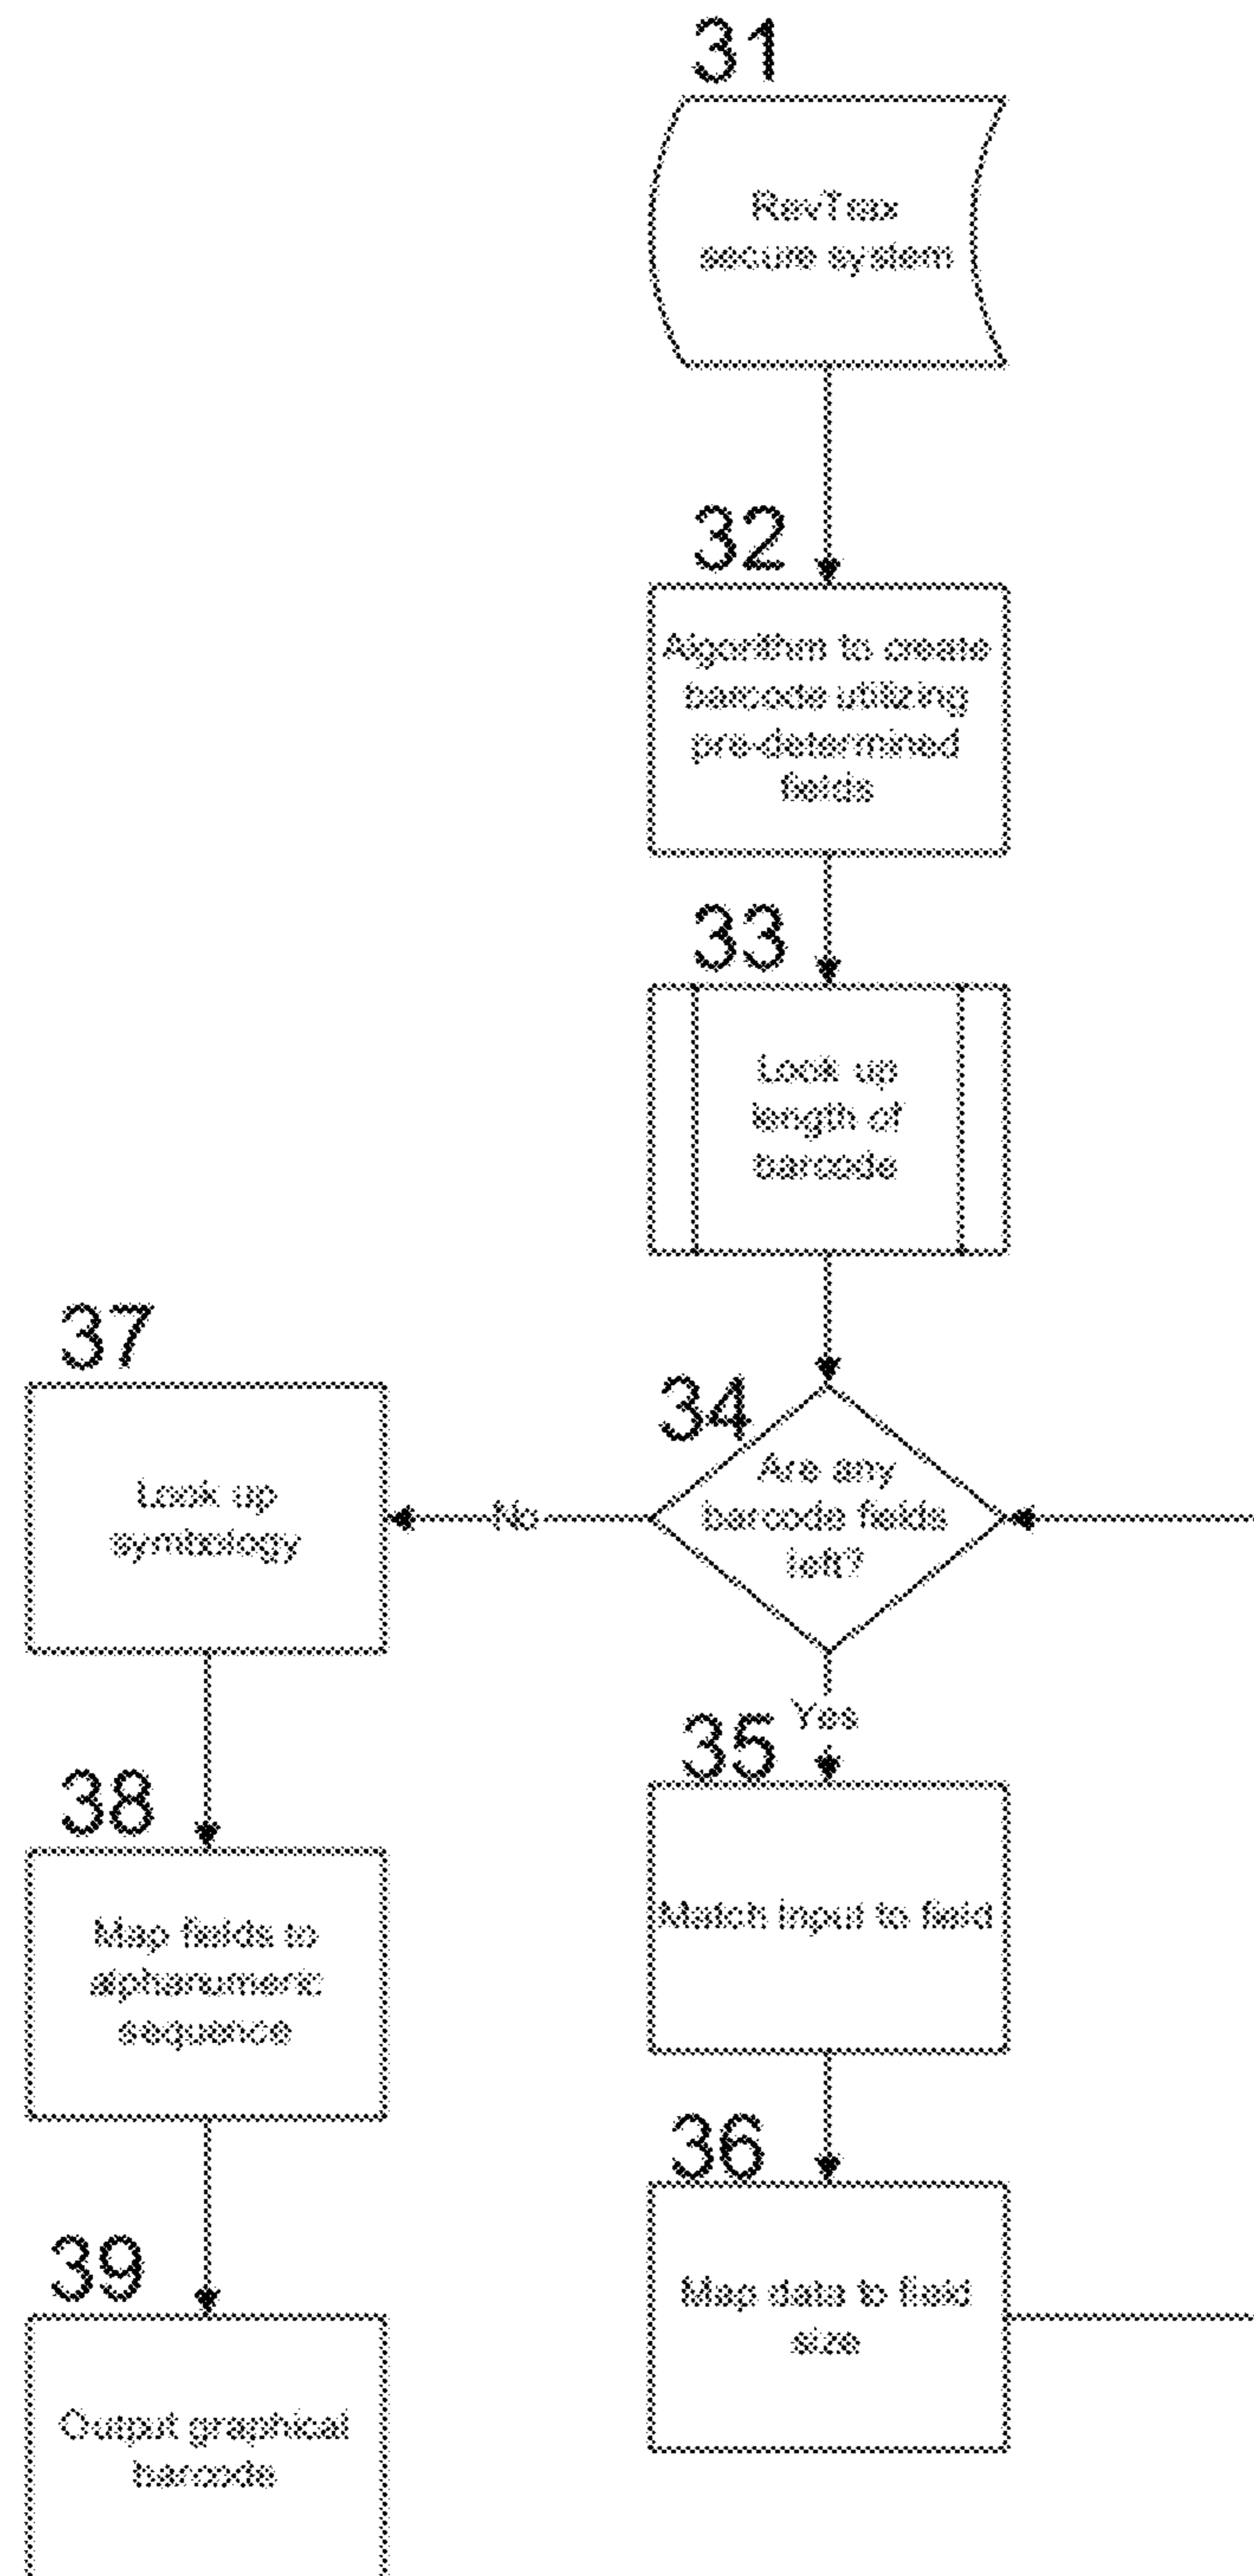 31
RevTrax
secure system
32
Algorithm to create
barcode utilizing
pre-determined
fields
33
Look up
length of
barcode
34
Are any
barcode fields
left?
No
Yes
37
Look up
symbology
35
Match input to field
38
Map fields to
alphanumeric
sequence
36
Map data to field
size
39
Output graphical
barcode